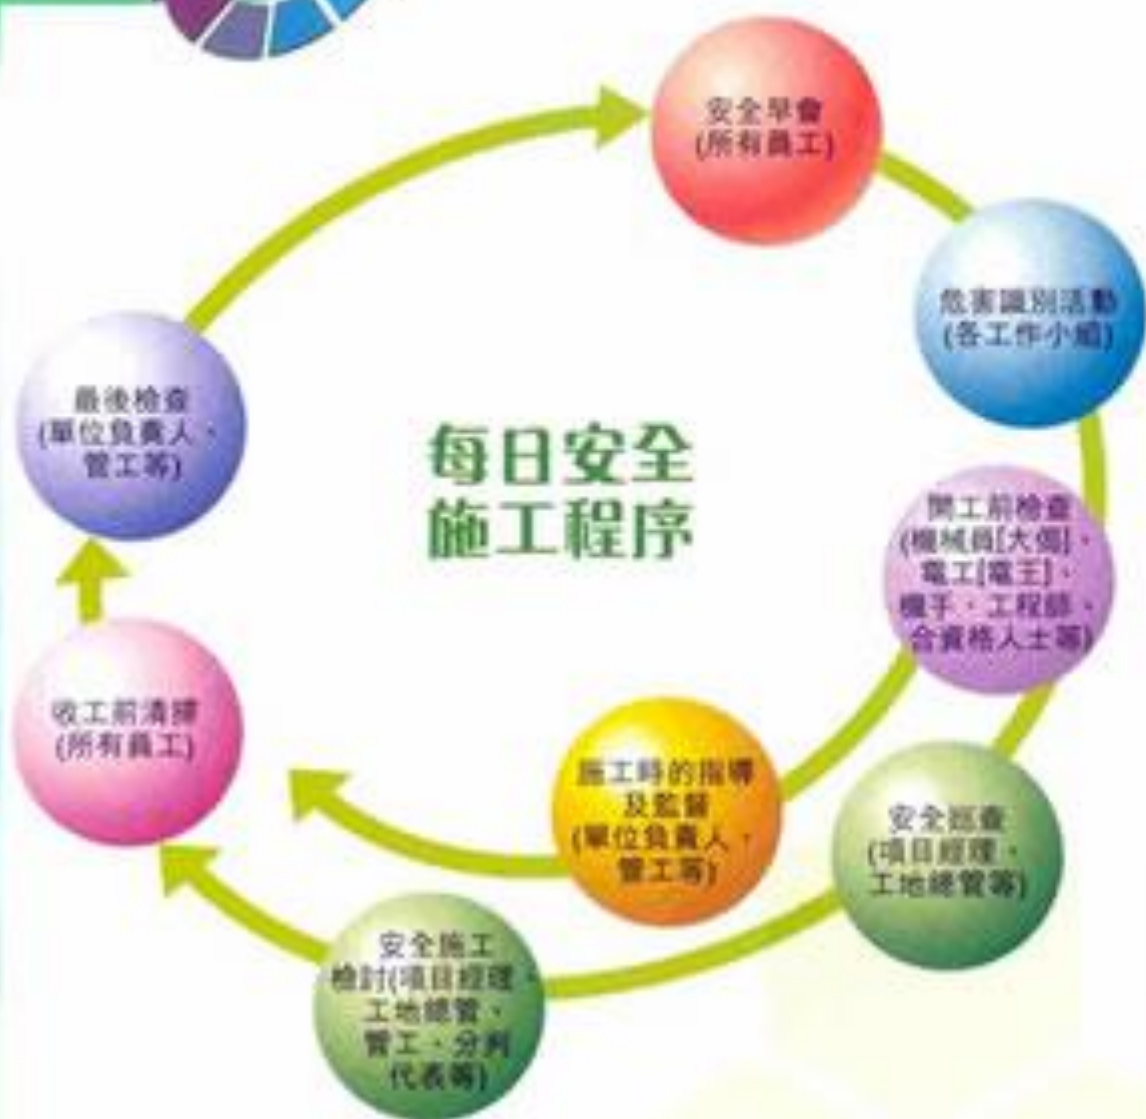 每日安全
施工程序
安全早會
(所有員工)
危害識別活動
(各工作小組)
開工前檢查
(機械員[大偈]、
電工[電王]、
機手、工程師、
合資格人士等)
安全巡查
(項目經理、
工地總管等)
施工時的指導
及監督
(單位負責人、
管工等)
安全施工
檢討(項目經理、
工地總管、
管工、分判
代表等)
收工前清掃
(所有員工)
最後檢查
(單位負責人、
管工等)